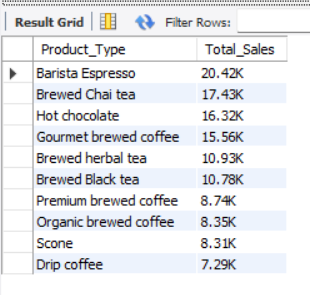 Result Grid Filter Rows:
Product_Type Total_Sales
Barista Espresso 20.42K
Brewed Chai tea 17.43K
Hot chocolate 16.32K
Gourmet brewed coffee 15.56K
Brewed herbal tea 10.93K
Brewed Black tea 10.78K
Premium brewed coffee 8.74K
Organic brewed coffee 8.35K
Scone 8.31K
Drip coffee 7.29K